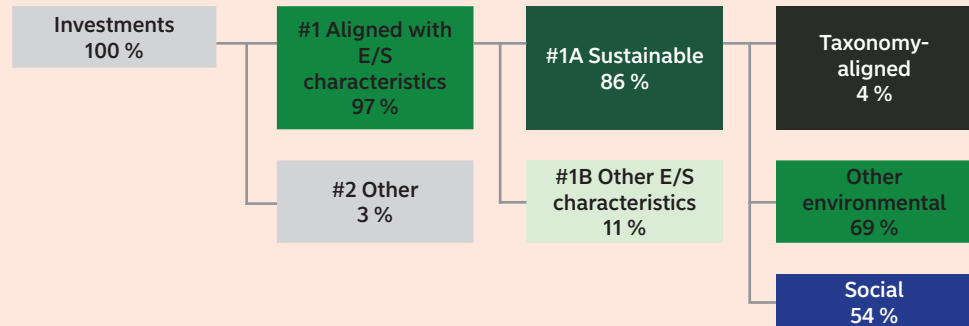 Investments
100 %
#1 Aligned with
E/S
characteristics
97 %
#2 Other
3 %
#1A Sustainable
86 %
#1B Other E/S
characteristics
11 %
Taxonomy-
aligned
4 %
Other
environmental
69 %
Social
54 %